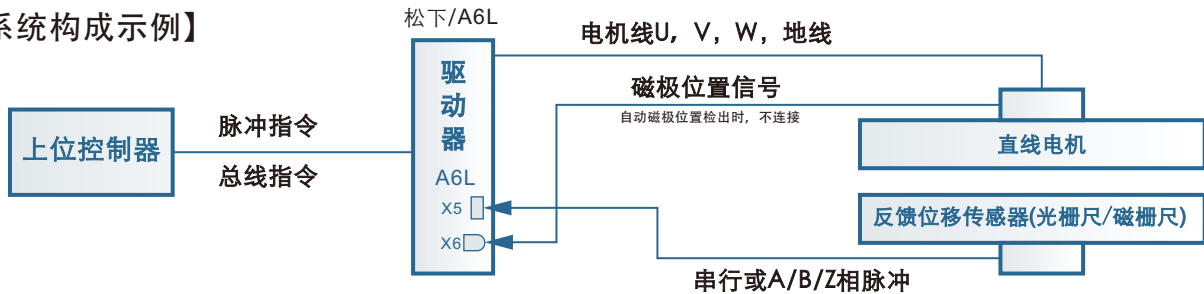 系统构成示例】
松下/A6L
电机线U，V，W，地线
驱动器
磁极位置信号
自动磁极位置检出时，不连接
脉冲指令
上位控制器
总线指令
直线电机
A6L
X5
X6
反馈位移传感器(光栅尺/磁栅尺)
串行或A/B/Z相脉冲